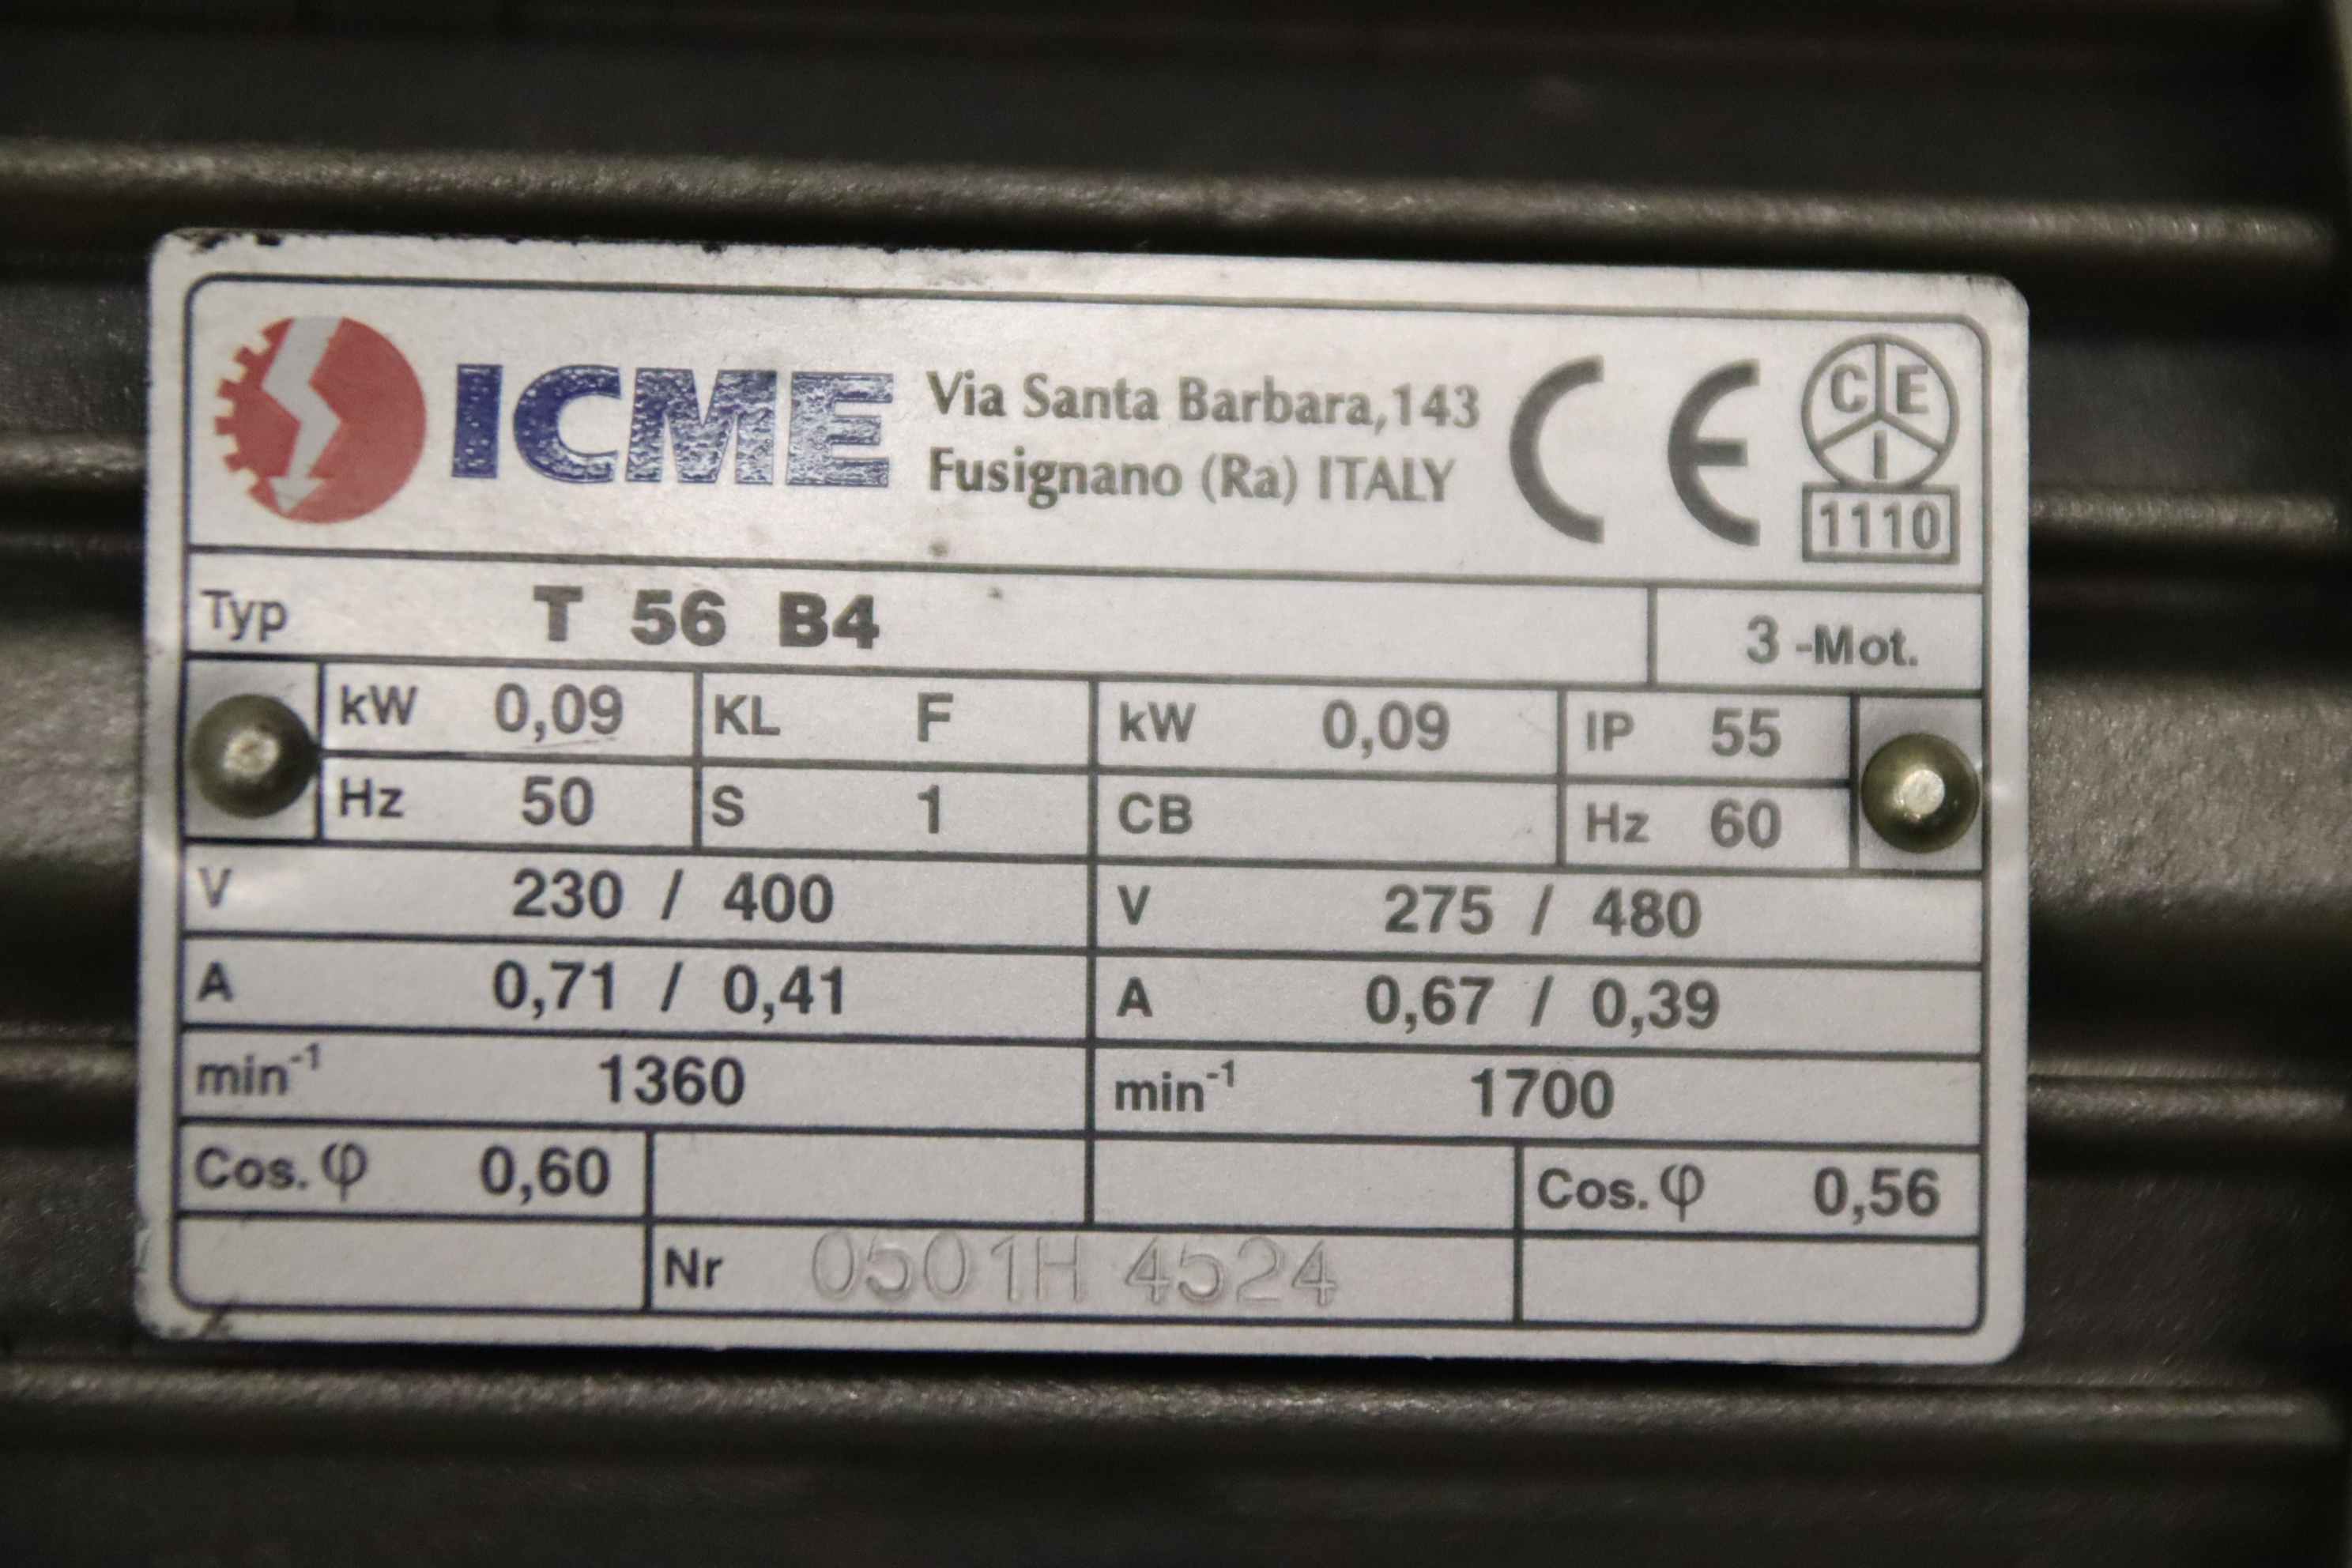 ICME Via Santa Barbara,143
Fusignano (Ra) ITALY
CE
C E I
1110
Typ T 56 B4 3 -Mot.
kW 0,09 KL F kW 0,09 IP 55
Hz 50 S 1 CB Hz 60
V 230 / 400 V 275 / 480
A 0,71 / 0,41 A 0,67 / 0,39
min⁻¹ 1360 min⁻¹ 1700
Cos. φ 0,60 Cos. φ 0,56
Nr 0501H 4524